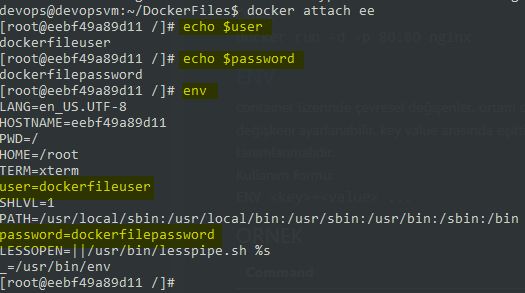 devops@devopsvm:~/DockerFiles$ docker attach ee
[root@eebf49a89d11 /]# echo $user
dockerfileuser
[root@eebf49a89d11 /]# echo $password
dockerfilepassword
[root@eebf49a89d11 /]# env
LANG=en_US.UTF-8
HOSTNAME=eebf49a89d11
PWD=/
HOME=/root
TERM=xterm
user=dockerfileuser
SHLVL=1
PATH=/usr/local/sbin:/usr/local/bin:/usr/sbin:/usr/bin:/sbin:/bin
password=dockerfilepassword
LESSOPEN=||/usr/bin/lesspipe.sh %s
_=/usr/bin/env
[root@eebf49a89d11 /]#
ÖRNEK
Command